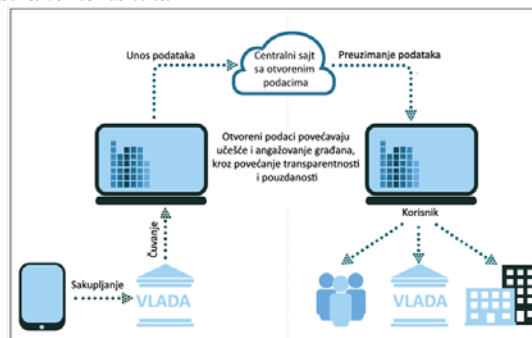 Unos podataka
Centralni sajt
sa otvorenim
podacima
Preuzimanje podataka
Otvoreni podaci povećavaju
učešće i angažovanje građana,
kroz povećanje transparentnosti
i pouzdanosti
Korisnik
Čuvanje
Sakupljanje
VLADA
VLADA